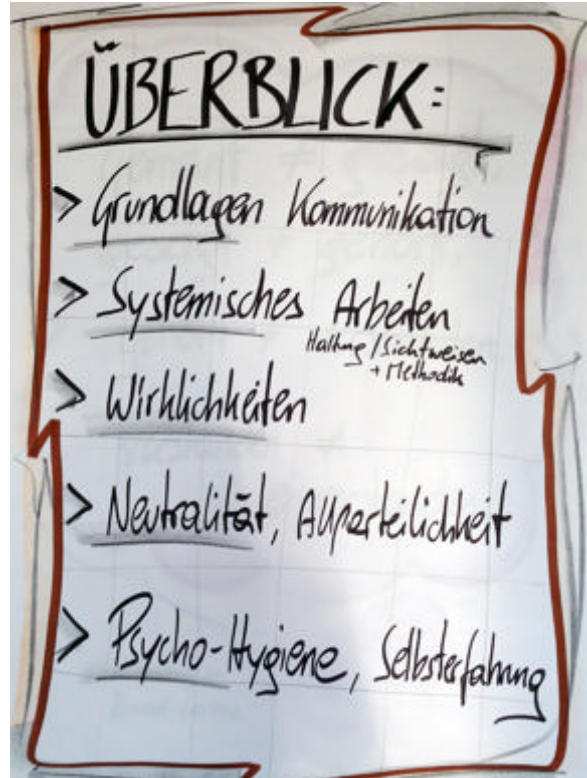 ÜBERBLICK:
> Grundlagen Kommunikation
> Systemisches Arbeiten
Haltung/Sichtweisen
+ Methodik
> Wirklichkeiten
> Neutralität, Allparteilichkeit
> Psycho-Hygiene, Selbsterfahrung